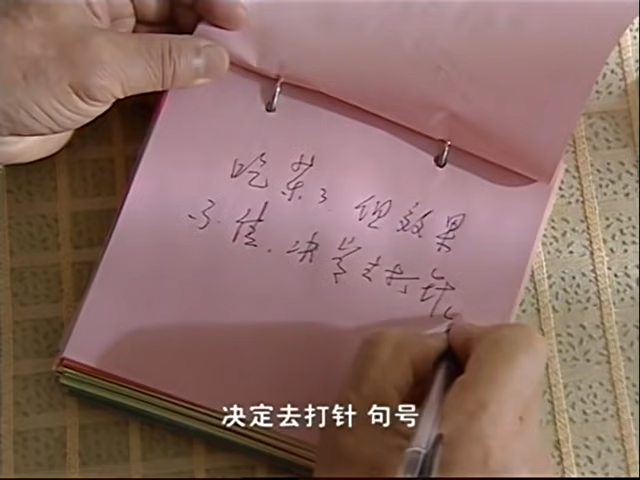 吃药了，但效果
不佳，决定去打针
决定去打针 句号